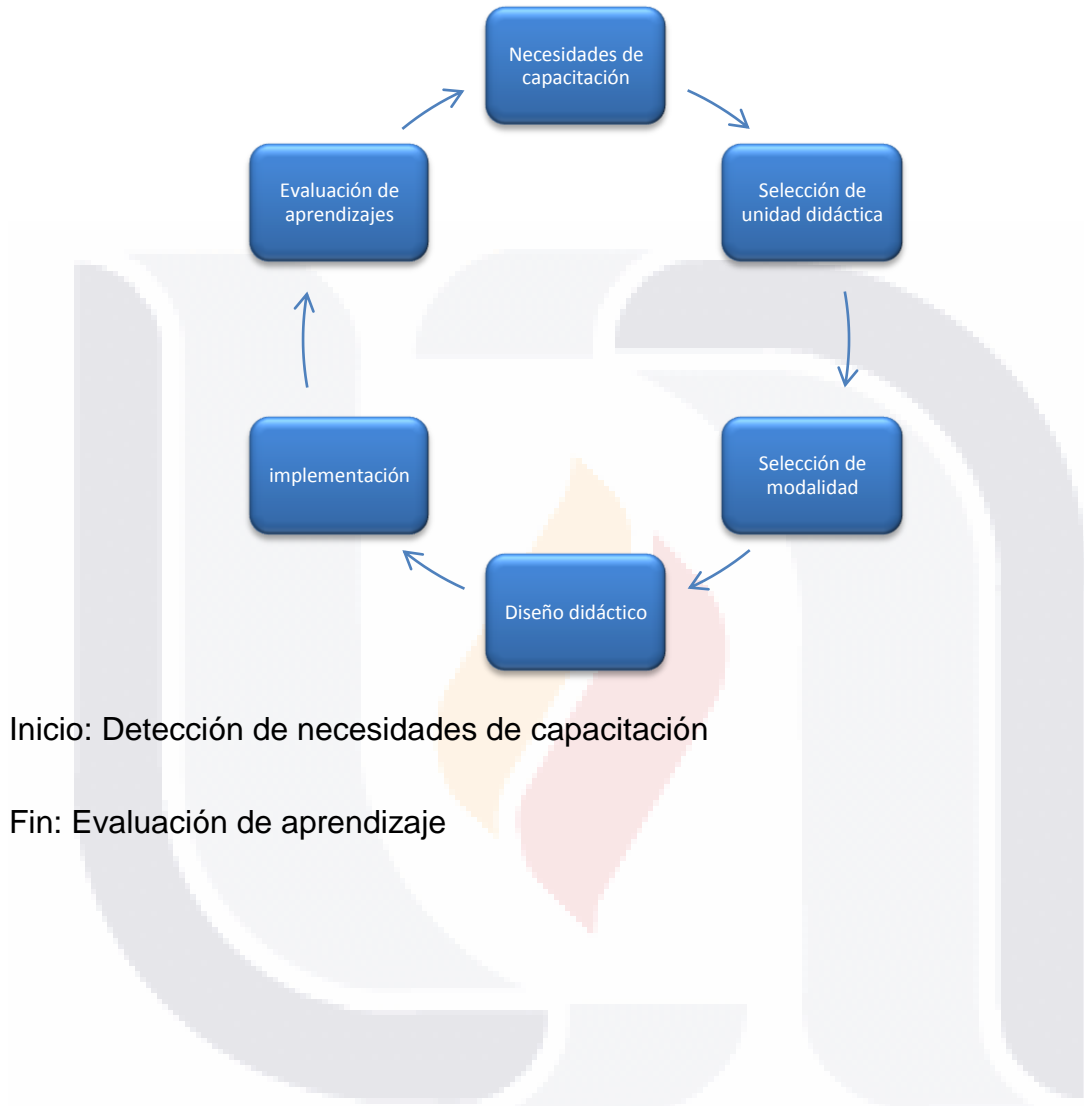 Necesidades de
capacitación
Selección de
unidad didáctica
Selección de
modalidad
Diseño didáctico
implementación
Evaluación de
aprendizajes
Inicio: Detección de necesidades de capacitación
Fin: Evaluación de aprendizaje